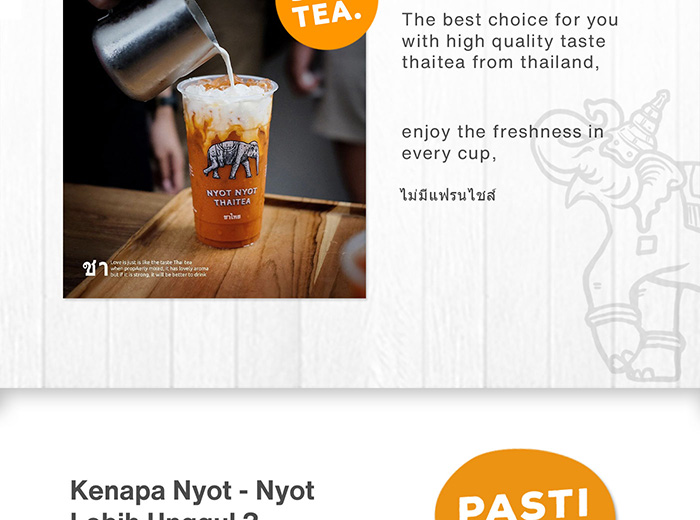 TEA.
The best choice for you
with high quality taste
thaitea from thailand,
enjoy the freshness in
every cup,
ไม่มีแฟรนไชส์
NYOT NYOT
THAITEA
ชาไทย
ชา
Love is just is like the taste Thai tea
when propikerly mixed, it has lovely aroma
but if it is strong, it will be better to drink
Kenapa Nyot - Nyot
Lebih Unggul ?
PASTI